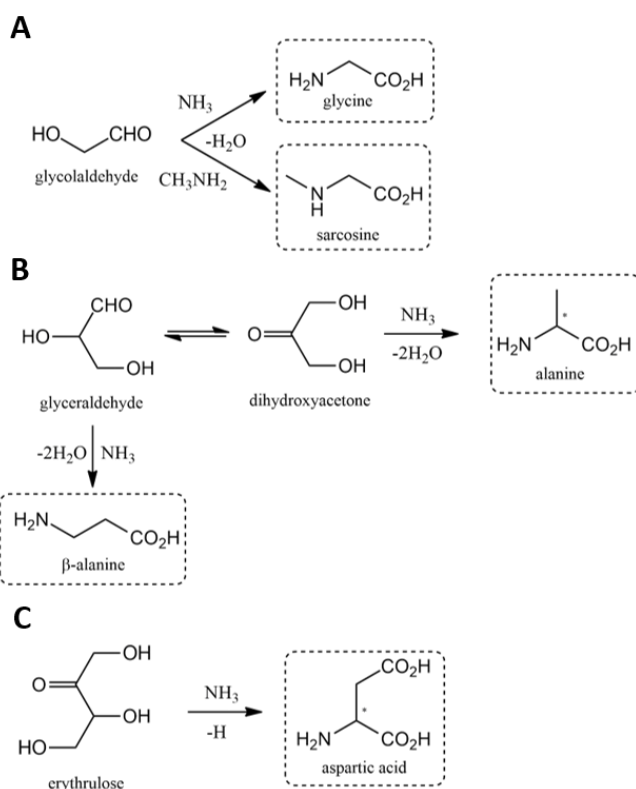 A
HO CHO
glycolaldehyde
NH3
-H2O
CH3NH2
H2N CO2H
glycine
N
H
CO2H
sarcosine
B
CHO
HO
OH
glyceraldehyde
OH
O
OH
dihydroxyacetone
NH3
-2H2O
*
H2N CO2H
alanine
-2H2O NH3
H2N
CO2H
β-alanine
C
OH
O
OH
HO
erythrulose
NH3
-H
CO2H
*
H2N CO2H
aspartic acid